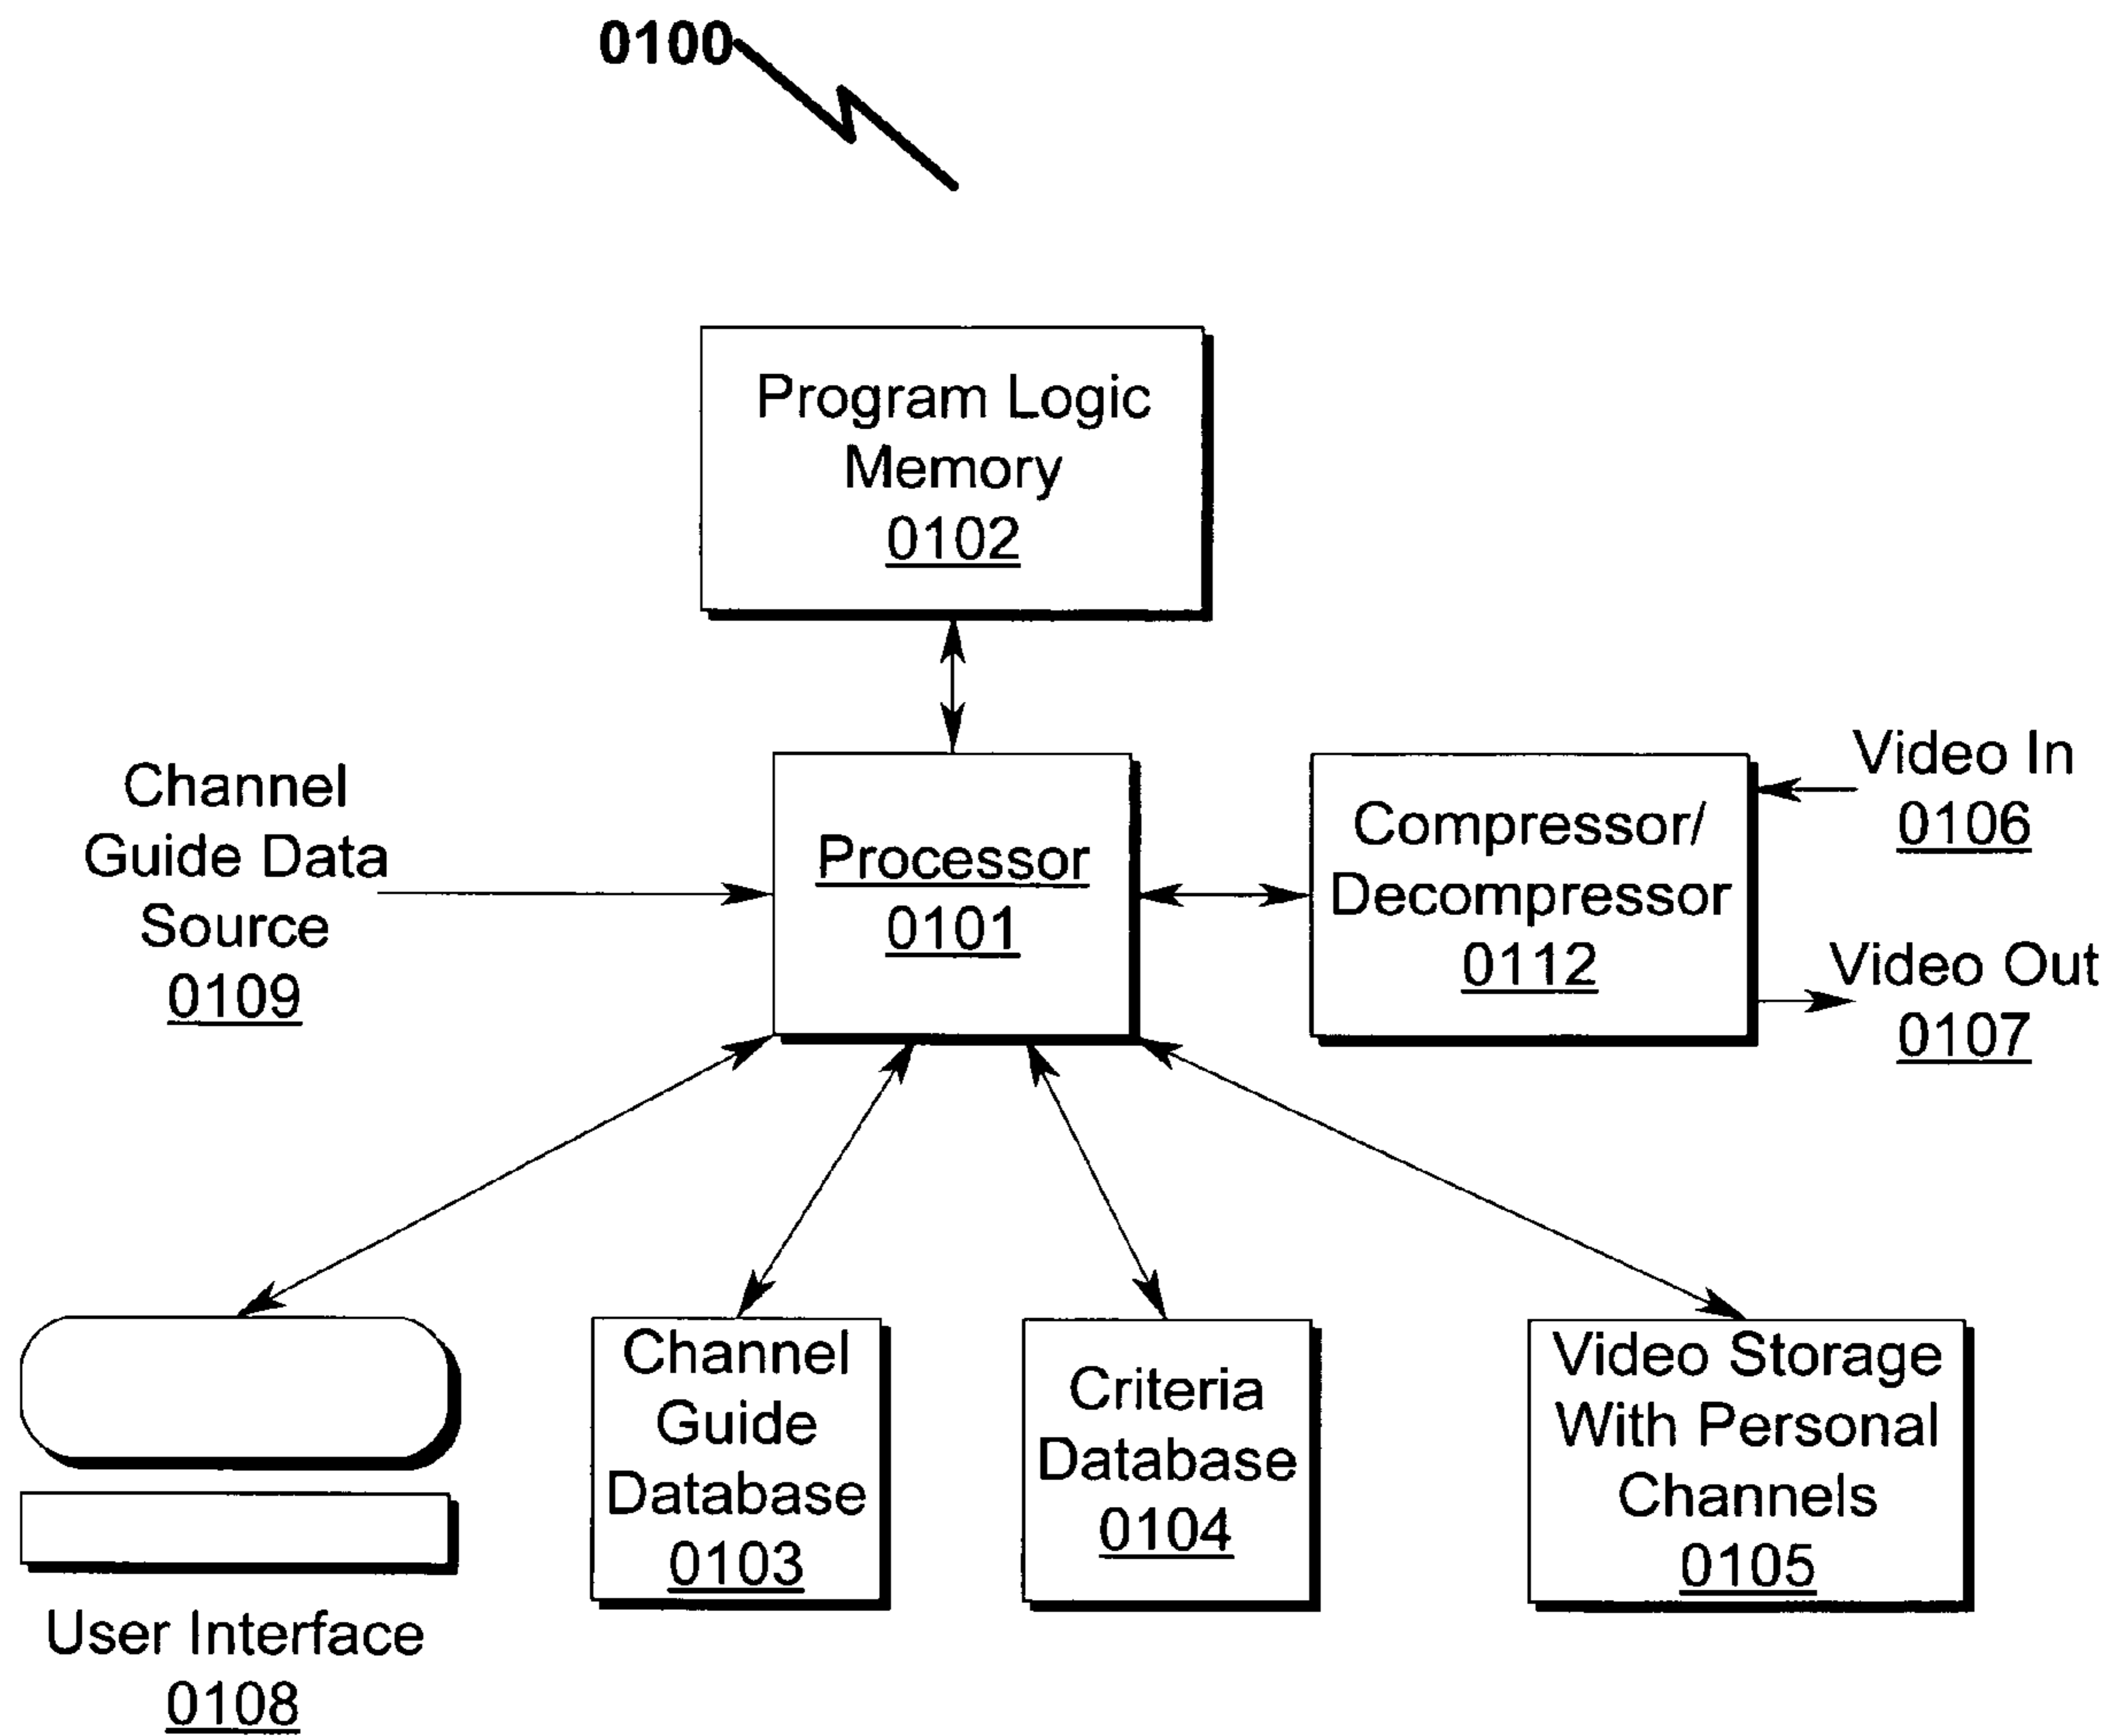 0100
Program Logic
Memory
0102
Channel
Guide Data
Source
0109
Processor
0101
Compressor/
Decompressor
0112
Video In
0106
Video Out
0107
User Interface
0108
Channel
Guide
Database
0103
Criteria
Database
0104
Video Storage
With Personal
Channels
0105